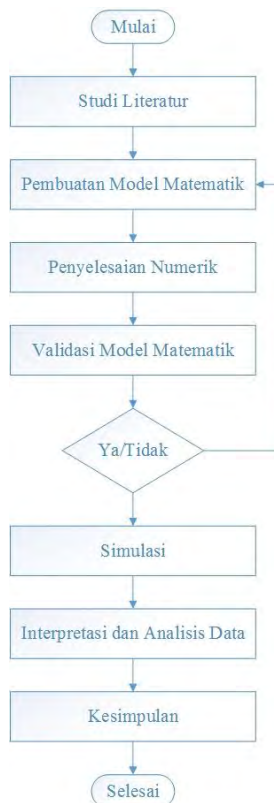 Mulai
Studi Literatur
Pembuatan Model Matematik
Penyelesaian Numerik
Validasi Model Matematik
Ya/Tidak
Simulasi
Interpretasi dan Analisis Data
Kesimpulan
Selesai